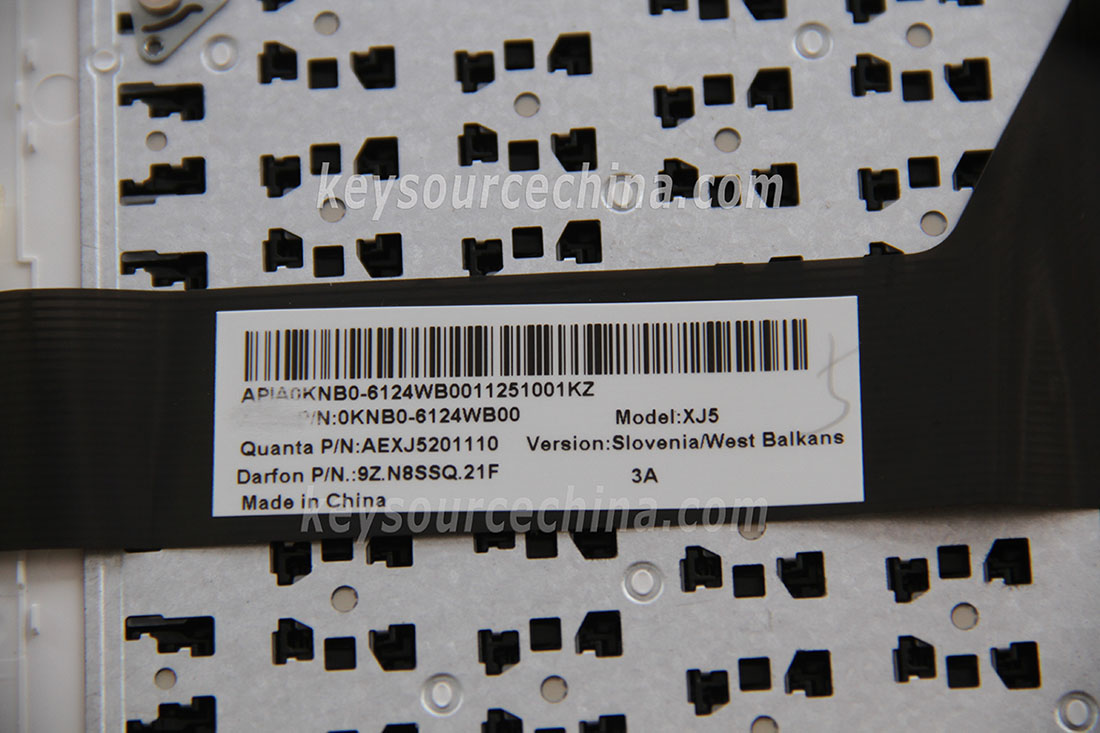 keysourcechina.com
APIA0KNB0-6124WB0011251001KZ
P/N:0KNB0-6124WB00 Model:XJ5
Quanta P/N:AEXJ5201110 Version:Slovenia/West Balkans
Darfon P/N.:9Z.N8SSQ.21F 3A
Made in China
keysourcechina.com